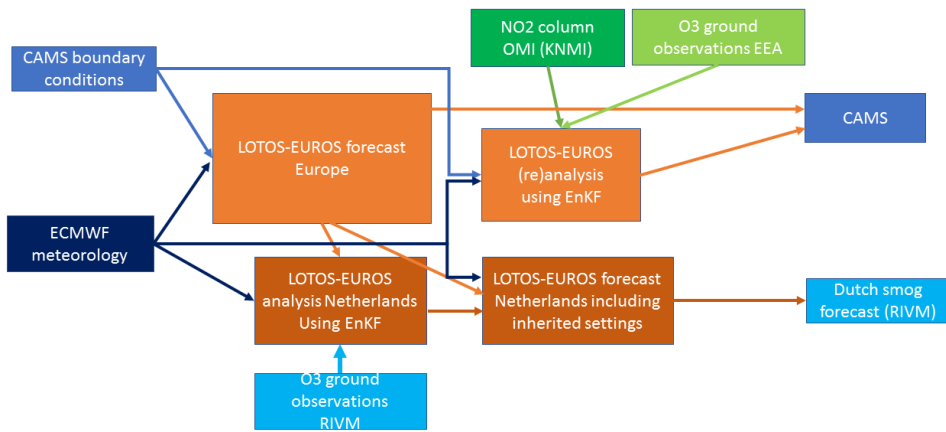 NO2 column
OMI (KNMI)
O3 ground
observations EEA
CAMS boundary
conditions
CAMS
LOTOS-EUROS forecast
Europe
LOTOS-EUROS
(re)analysis
using EnKF
ECMWF
meteorology
LOTOS-EUROS
analysis Netherlands
Using EnKF
LOTOS-EUROS forecast
Netherlands including
inherited settings
Dutch smog
forecast (RIVM)
O3 ground
observations
RIVM